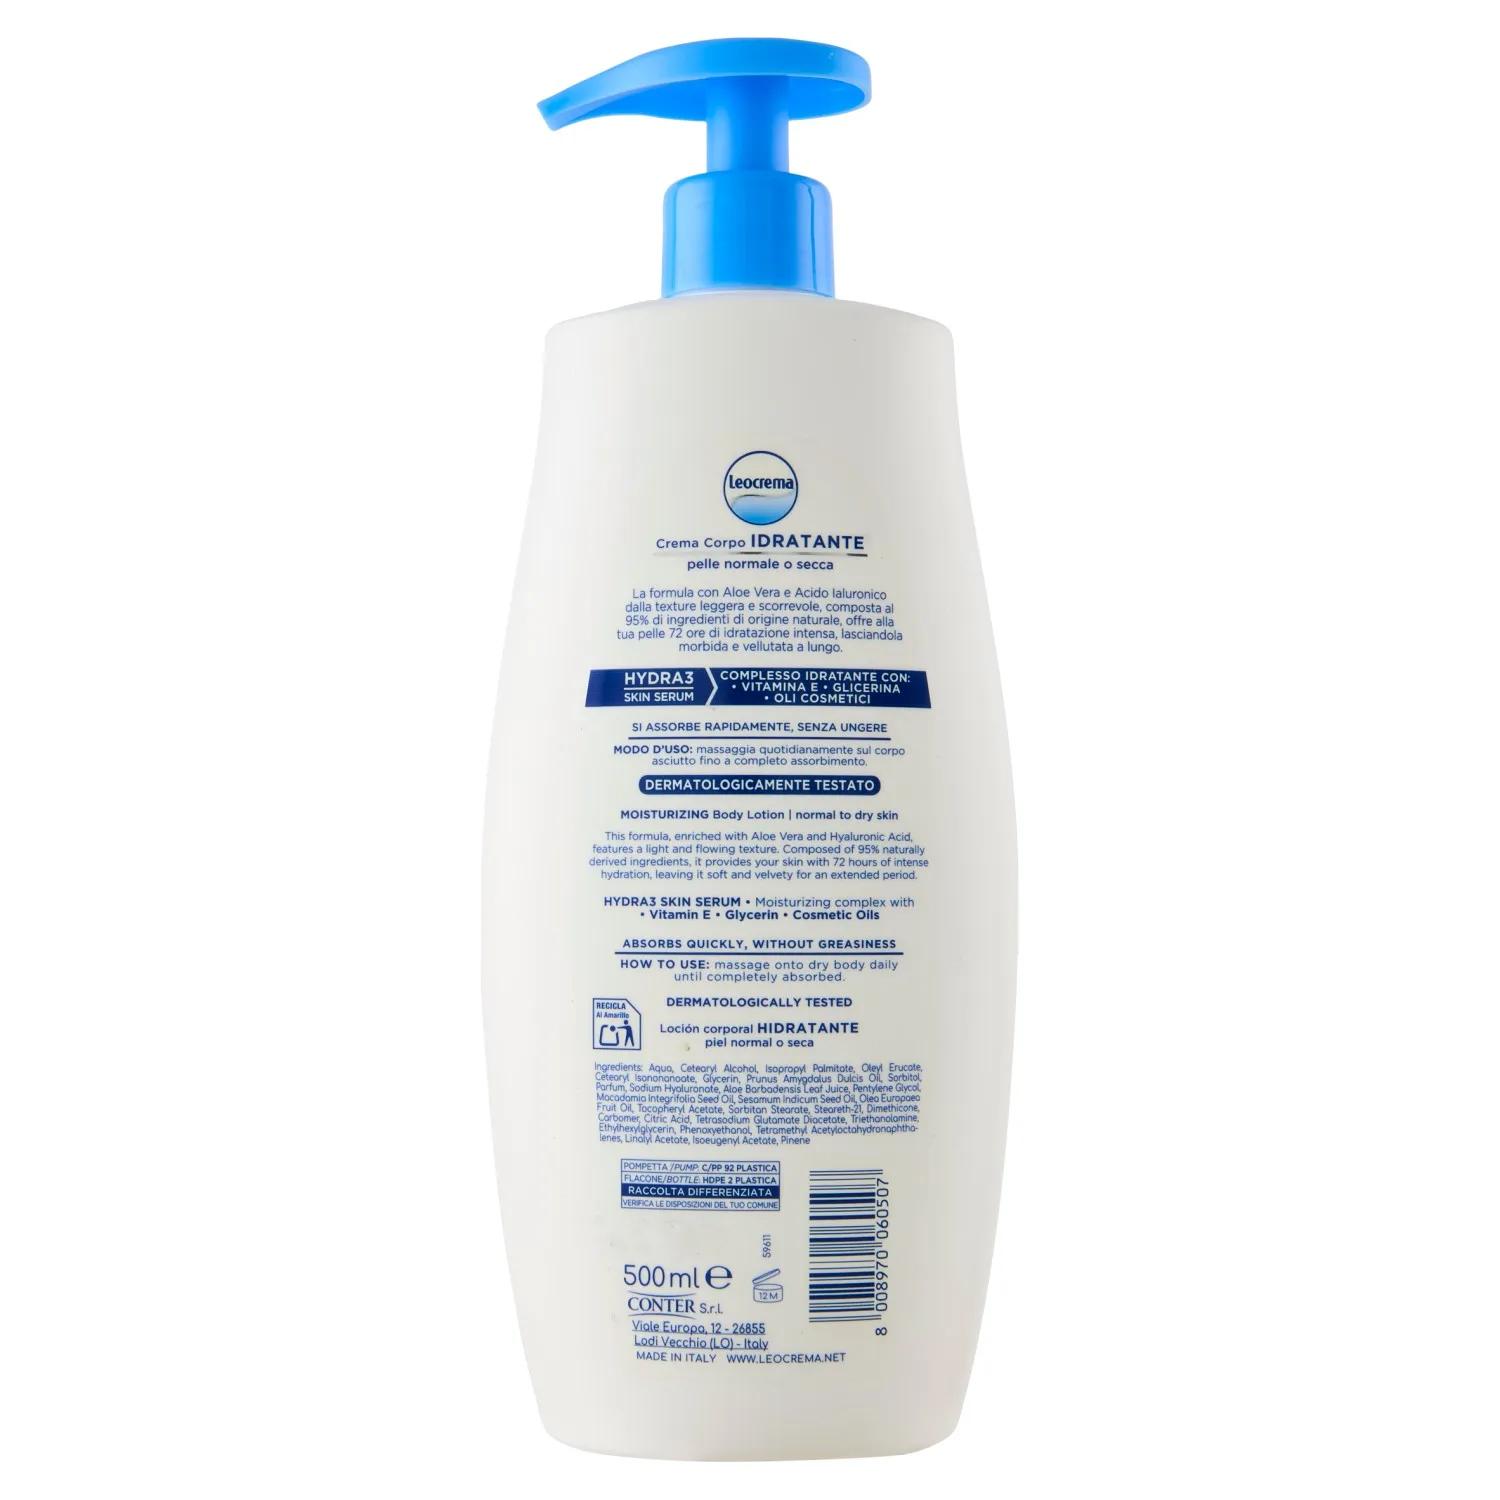 Leocrema
Crema Corpo IDRATANTE
pelle normale o secca
La formula con Aloe Vera e Acido Ialuronico
dalla texture leggera e scorrevole, composta al
95% di ingredienti di origine naturale, offre alla
tua pelle 72 ore di idratazione intensa, lasciandola
morbida e vellutata a lungo.
HYDRA3
SKIN SERUM
COMPLESSO IDRATANTE CON:
• VITAMINA E • GLICERINA
• OLI COSMETICI
SI ASSORBE RAPIDAMENTE, SENZA UNGERE
MODO D'USO: massaggia quotidianamente sul corpo
asciutto fino a completo assorbimento.
DERMATOLOGICAMENTE TESTATO
MOISTURIZING Body Lotion | normal to dry skin
This formula, enriched with Aloe Vera and Hyaluronic Acid,
features a light and flowing texture. Composed of 95% naturally
derived ingredients, it provides your skin with 72 hours of intense
hydration, leaving it soft and velvety for an extended period.
HYDRA3 SKIN SERUM • Moisturizing complex with
• Vitamin E • Glycerin • Cosmetic Oils
ABSORBS QUICKLY, WITHOUT GREASINESS
HOW TO USE: massage onto dry body daily
until completely absorbed.
DERMATOLOGICALLY TESTED
RECICLA
Al Amarillo
Loción corporal HIDRATANTE
piel normal o seca
Ingredients: Aqua, Cetearyl Alcohol, Isopropyl Palmitate, Oleyl Erucate,
Cetearyl Isononanoate, Glycerin, Prunus Amygdalus Dulcis Oil, Sorbitol,
Parfum, Sodium Hyaluronate, Aloe Barbadensis Leaf Juice, Pentylene Glycol,
Macadamia Integrifolia Seed Oil, Sesamum Indicum Seed Oil, Olea Europaea
Fruit Oil, Tocopheryl Acetate, Sorbitan Stearate, Steareth-21, Dimethicone,
Carbomer, Citric Acid, Tetrasodium Glutamate Diacetate, Triethanolamine,
Ethylhexylglycerin, Phenoxyethanol, Tetramethyl Acetyloctahydronaphtha-
lenes, Linalyl Acetate, Isoeugenyl Acetate, Pinene
POMPETTA /PUMP: C/PP 92 PLASTICA
FLACONE/BOTTLE: HDPE 2 PLASTICA
RACCOLTA DIFFERENZIATA
VERIFICA LE DISPOSIZIONI DEL TUO COMUNE
59611
500 ml e
12 M
CONTER S.r.l.
Viale Europa, 12 - 26855
Lodi Vecchio (LO) - Italy
MADE IN ITALY WWW.LEOCREMA.NET
8 008970 060507